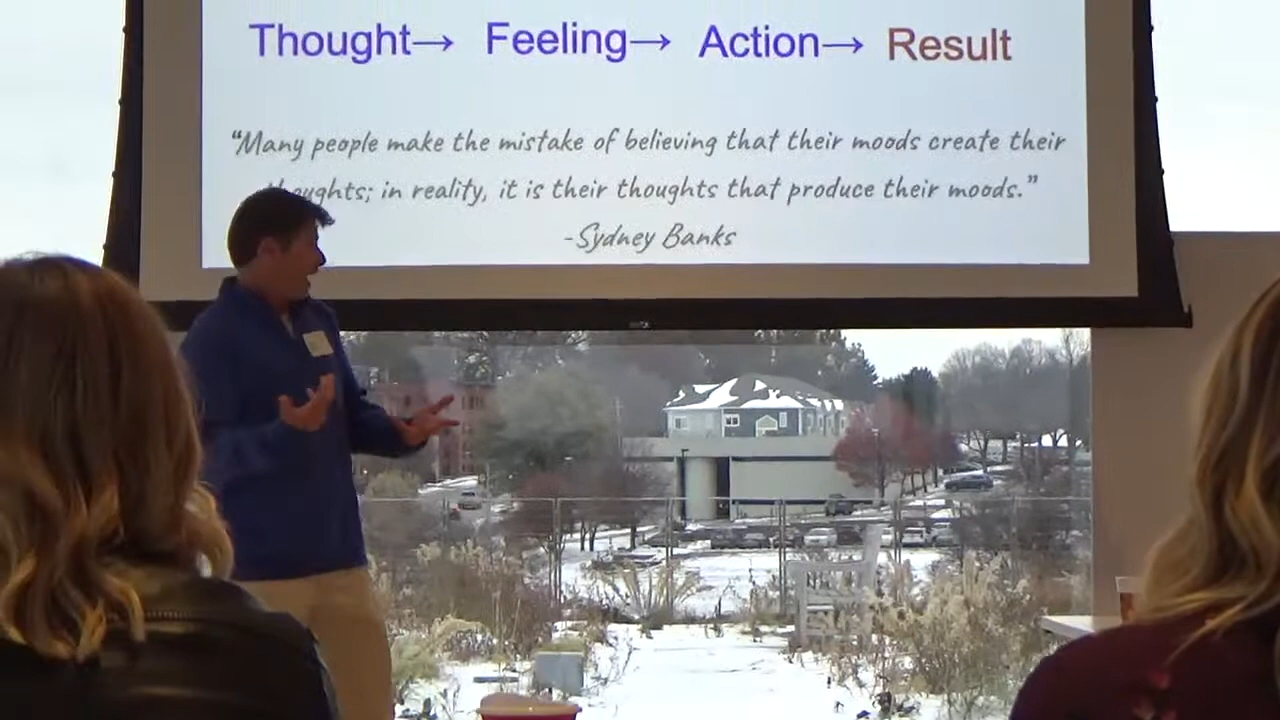 Thought→ Feeling→ Action→ Result
“Many people make the mistake of believing that their moods create their
thoughts; in reality, it is their thoughts that produce their moods.”
-Sydney Banks